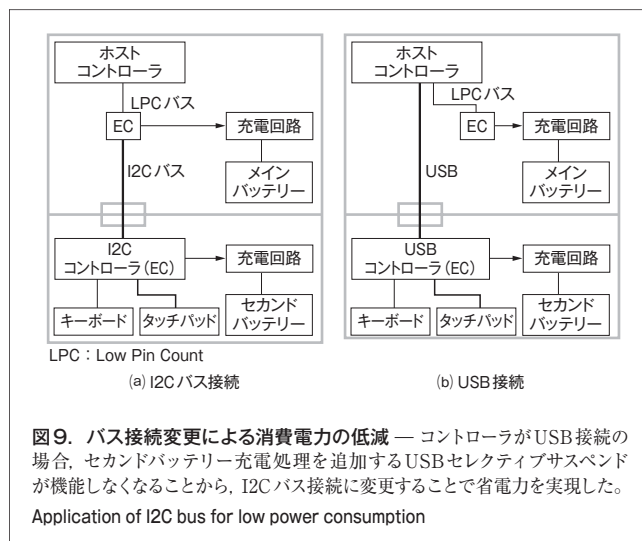 ホスト
コントローラ
LPCバス
EC
充電回路
I2Cバス
メイン
バッテリー
I2C
コントローラ(EC)
充電回路
キーボード
タッチパッド
セカンド
バッテリー
LPC:Low Pin Count
(a) I2Cバス接続
ホスト
コントローラ
LPCバス
EC
充電回路
USB
メイン
バッテリー
USB
コントローラ(EC)
充電回路
キーボード
タッチパッド
セカンド
バッテリー
(b) USB接続
図9. バス接続変更による消費電力の低減 — コントローラがUSB接続の
場合,セカンドバッテリー充電処理を追加するUSBセレクティブサスペンド
が機能しなくなることから,I2Cバス接続に変更することで省電力を実現した。
Application of I2C bus for low power consumption